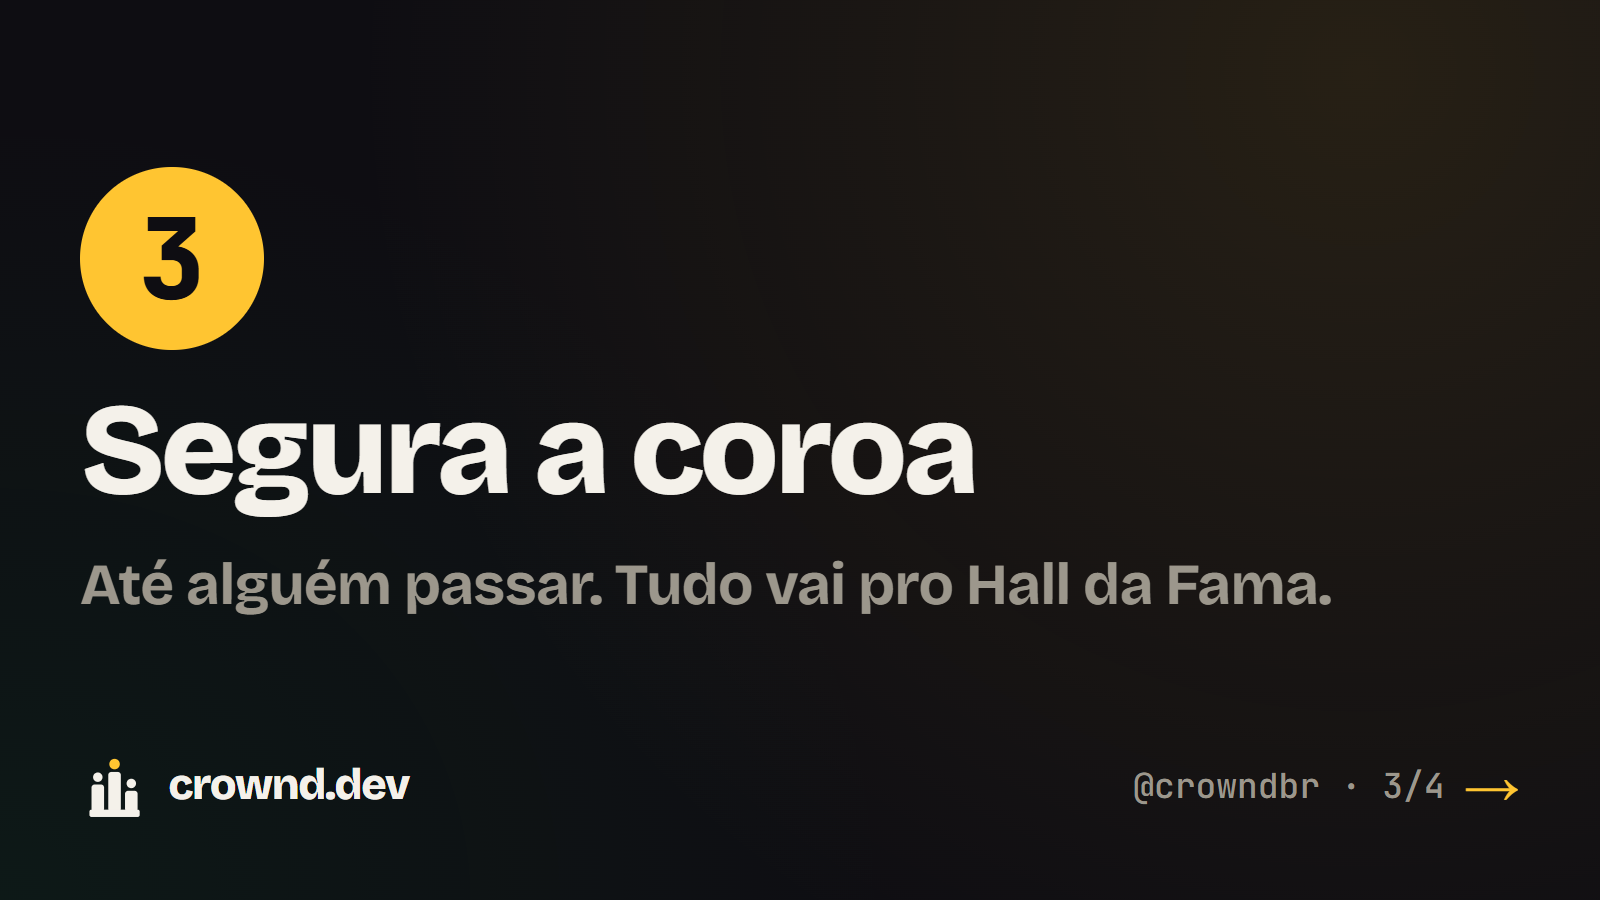 3
Segura a coroa
Até alguém passar. Tudo vai pro Hall da Fama.
crownd.dev
@crowndbr · 3/4 →